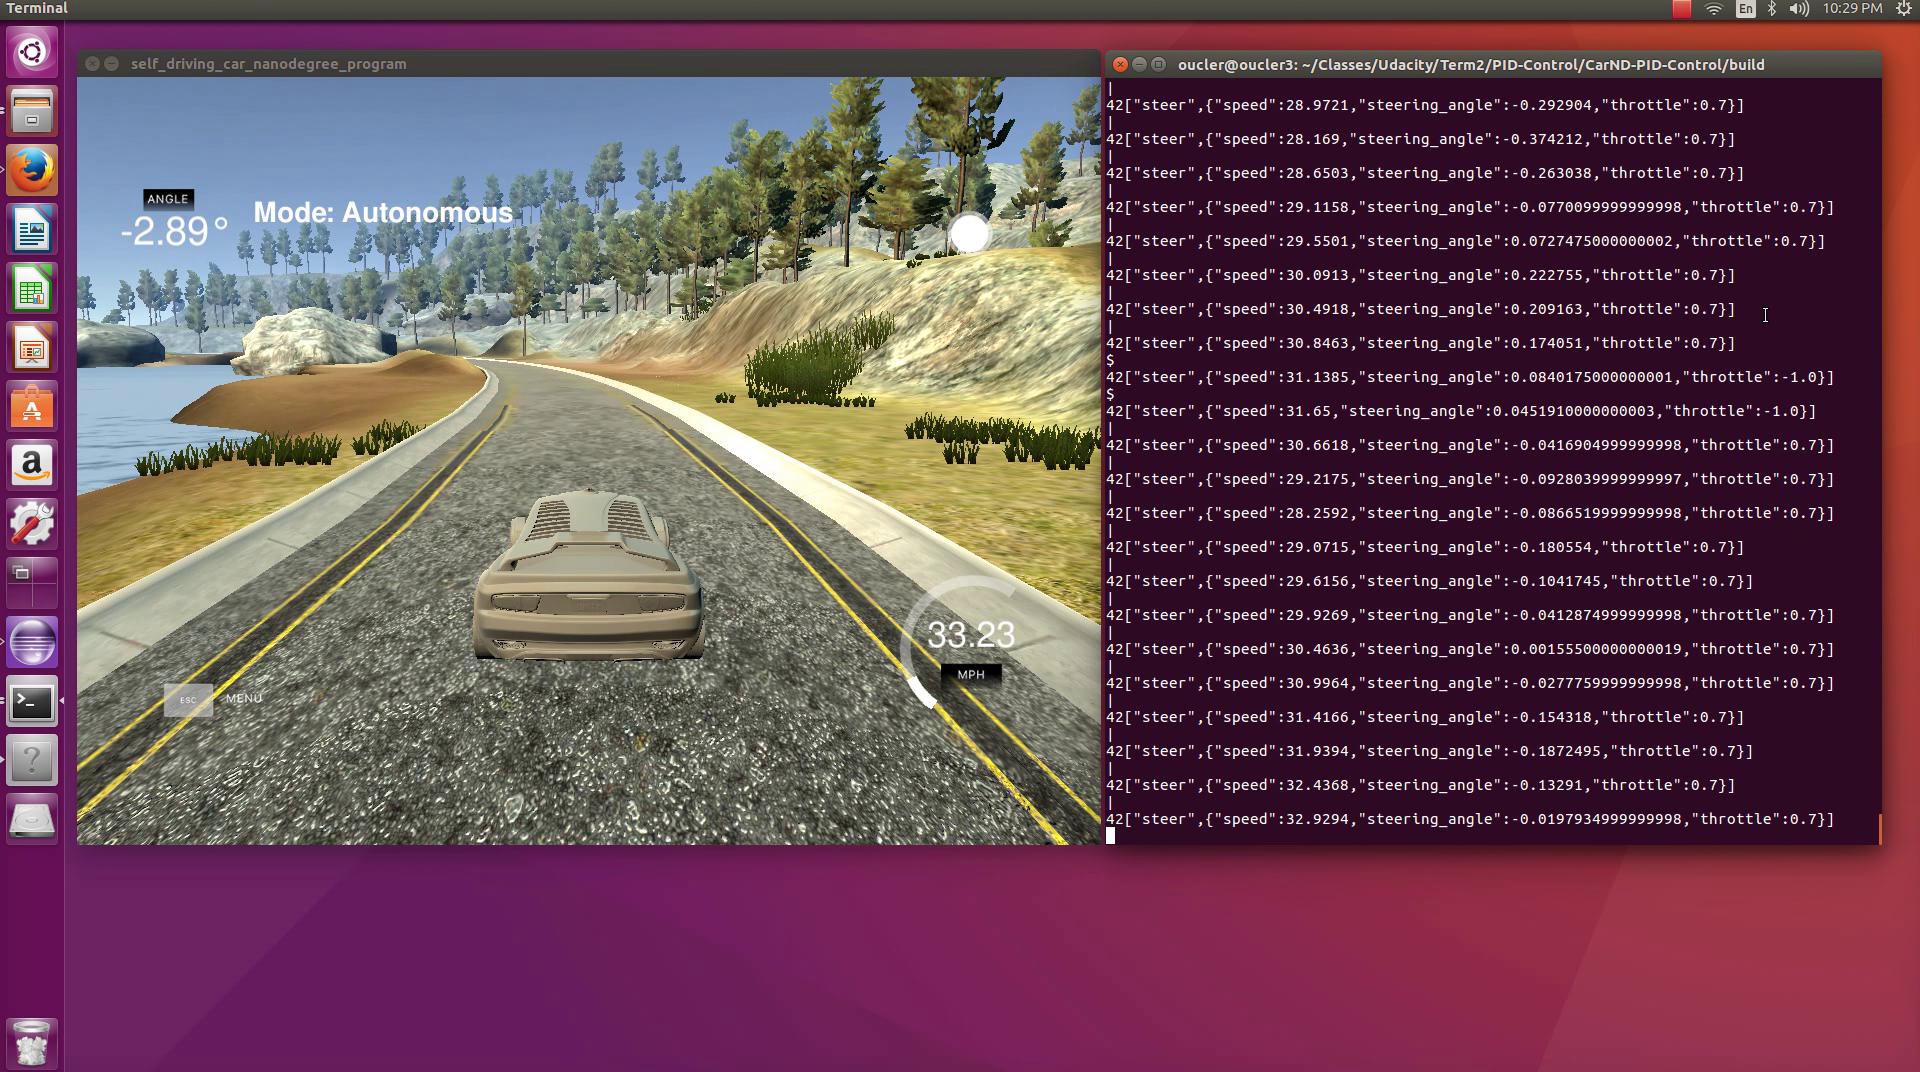 Terminal
En
10:29 PM
self_driving_car_nanodegree_program
ANGLE
-2.89°
Mode: Autonomous
33.23
MPH
ESC
MENU
a
oucler@oucler3: ~/Classes/Udacity/Term2/PID-Control/CarND-PID-Control/build
|
42["steer",{"speed":28.9721,"steering_angle":-0.292904,"throttle":0.7}]
|
42["steer",{"speed":28.169,"steering_angle":-0.374212,"throttle":0.7}]
|
42["steer",{"speed":28.6503,"steering_angle":-0.263038,"throttle":0.7}]
|
42["steer",{"speed":29.1158,"steering_angle":-0.0770099999999998,"throttle":0.7}]
|
42["steer",{"speed":29.5501,"steering_angle":0.0727475000000002,"throttle":0.7}]
|
42["steer",{"speed":30.0913,"steering_angle":0.222755,"throttle":0.7}]
|
42["steer",{"speed":30.4918,"steering_angle":0.209163,"throttle":0.7}]
|
42["steer",{"speed":30.8463,"steering_angle":0.174051,"throttle":0.7}]
$
42["steer",{"speed":31.1385,"steering_angle":0.0840175000000001,"throttle":-1.0}]
$
42["steer",{"speed":31.65,"steering_angle":0.0451910000000003,"throttle":-1.0}]
|
42["steer",{"speed":30.6618,"steering_angle":-0.0416904999999998,"throttle":0.7}]
|
42["steer",{"speed":29.2175,"steering_angle":-0.0928039999999997,"throttle":0.7}]
|
42["steer",{"speed":28.2592,"steering_angle":-0.0866519999999998,"throttle":0.7}]
|
42["steer",{"speed":29.0715,"steering_angle":-0.180554,"throttle":0.7}]
|
42["steer",{"speed":29.6156,"steering_angle":-0.1041745,"throttle":0.7}]
|
42["steer",{"speed":29.9269,"steering_angle":-0.0412874999999998,"throttle":0.7}]
|
42["steer",{"speed":30.4636,"steering_angle":0.00155500000000019,"throttle":0.7}]
|
42["steer",{"speed":30.9964,"steering_angle":-0.0277759999999998,"throttle":0.7}]
|
42["steer",{"speed":31.4166,"steering_angle":-0.154318,"throttle":0.7}]
|
42["steer",{"speed":31.9394,"steering_angle":-0.1872495,"throttle":0.7}]
|
42["steer",{"speed":32.4368,"steering_angle":-0.13291,"throttle":0.7}]
|
42["steer",{"speed":32.9294,"steering_angle":-0.0197934999999998,"throttle":0.7}]